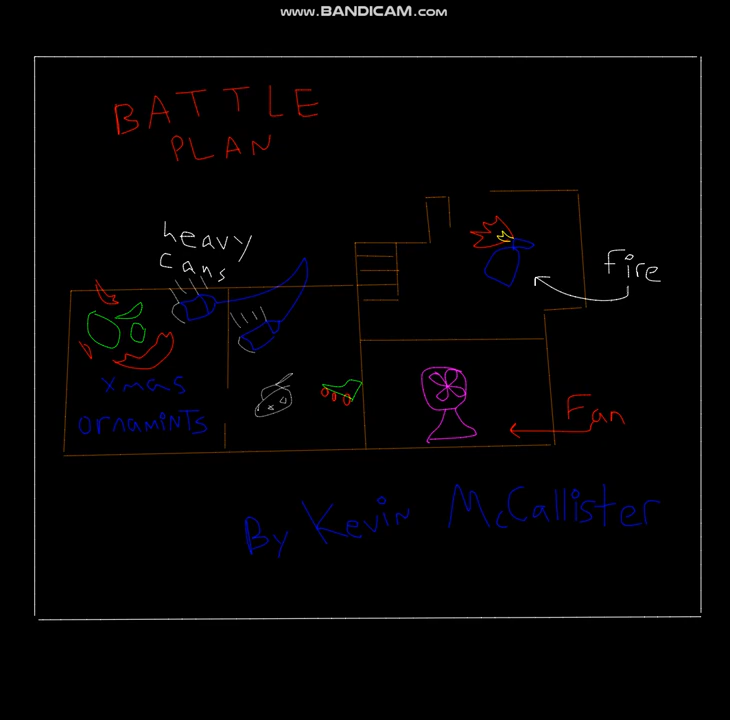 www.BANDICAM.com
BATTLE
PLAN
heavy
cans
fire
xmas
ornamints
Fan
By Kevin McCallister